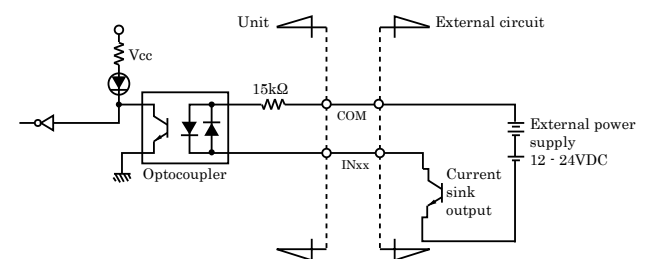 Unit
External circuit
Vcc
15kΩ
COM
External power
supply
12 - 24VDC
INxx
Optocoupler
Current
sink
output